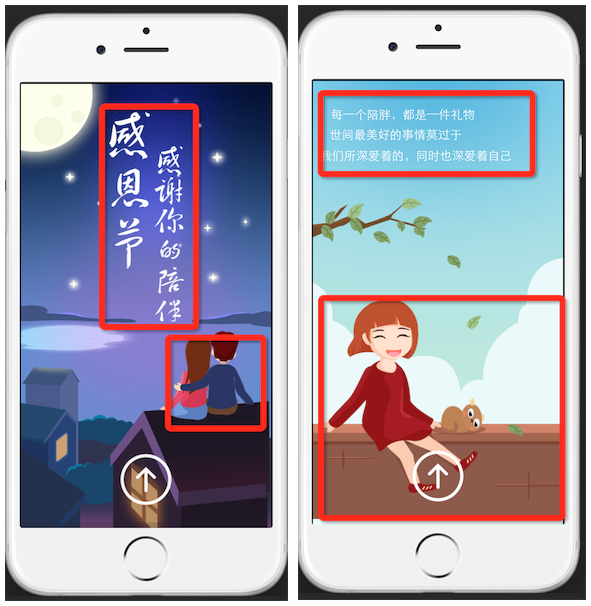 感恩节
感谢你的陪伴
每一个陪胖，都是一件礼物
世间最美好的事情莫过于
我们所深爱着的，同时也深爱着自己